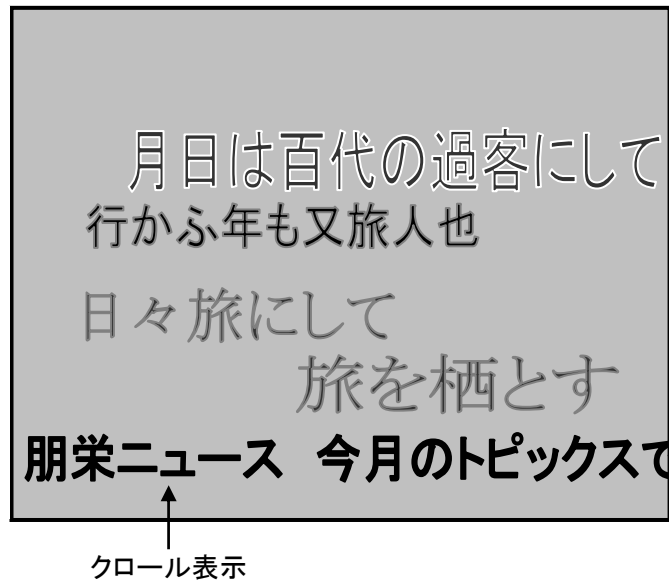 月日は百代の過客にして
行かふ年も又旅人也
日々旅にして
旅を栖とす
朋栄ニュース 今月のトピックスで
クロール表示